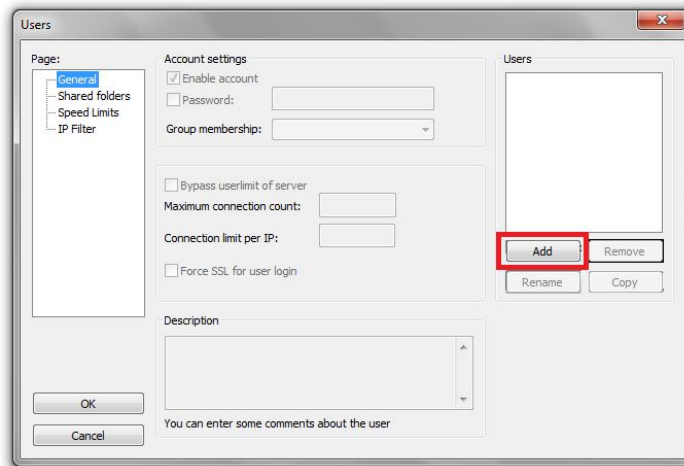 Users
Page:
General
Shared folders
Speed Limits
IP Filter
OK
Cancel
Account settings
Enable account
Password:
Group membership:
Bypass userlimit of server
Maximum connection count:
Connection limit per IP:
Force SSL for user login
Description
You can enter some comments about the user
Users
Add Remove
Rename Copy